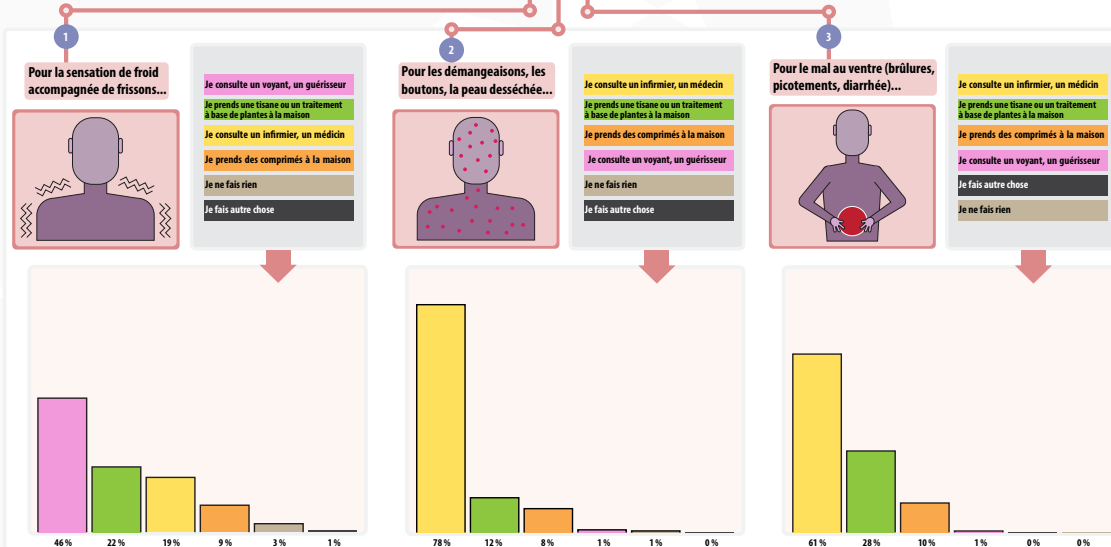 1
Pour la sensation de froid
accompagnée de frissons...
Je consulte un voyant, un guérisseur
Je prends une tisane ou un traitement
à base de plantes à la maison
Je consulte un infirmier, un médicin
Je prends des comprimés à la maison
Je ne fais rien
Je fais autre chose
46 % 22 % 19 % 9 % 3 % 1 %
2
Pour les démangeaisons, les
boutons, la peau desséchée...
Je consulte un infirmier, un médecin
Je prends une tisane ou un traitement
à base de plantes à la maison
Je prends des comprimés à la maison
Je consulte un voyant, un guérisseur
Je ne fais rien
Je fais autre chose
78 % 12 % 8 % 1 % 1 % 0 %
3
Pour le mal au ventre (brûlures,
picotements, diarrhée)...
Je consulte un infirmier, un médicin
Je prends une tisane ou un traitement
à base de plantes à la maison
Je prends des comprimés à la maison
Je consulte un voyant, un guérisseur
Je fais autre chose
Je ne fais rien
61 % 28 % 10 % 1 % 0 % 0 %